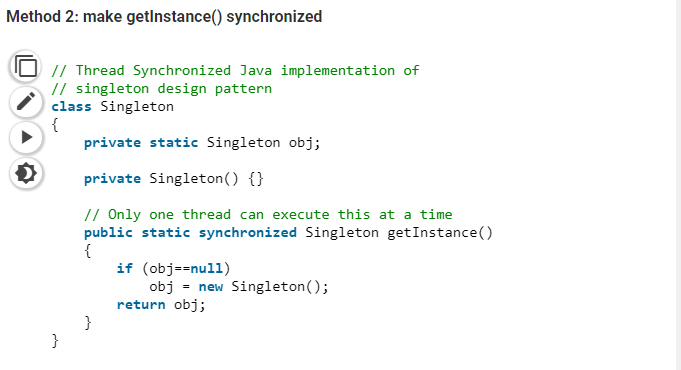 Method 2: make getInstance() synchronized
// Thread Synchronized Java implementation of
// singleton design pattern
class Singleton
{
    private static Singleton obj;
    private Singleton() {}
    // Only one thread can execute this at a time
    public static synchronized Singleton getInstance()
    {
        if (obj==null)
            obj = new Singleton();
        return obj;
    }
}